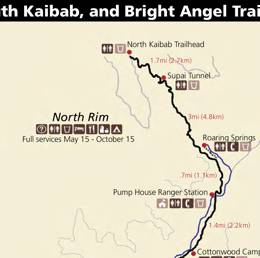 uth Kaibab, and Bright Angel Trai
North Kaibab Trailhead
1.7mi (2.7km)
Supai Tunnel
North Rim
3mi (4.8km)
Full services May 15 - October 15
Roaring Springs
.7mi (1.1km)
Pump House Ranger Station
1.4mi (2.2km)
Cottonwood Camp